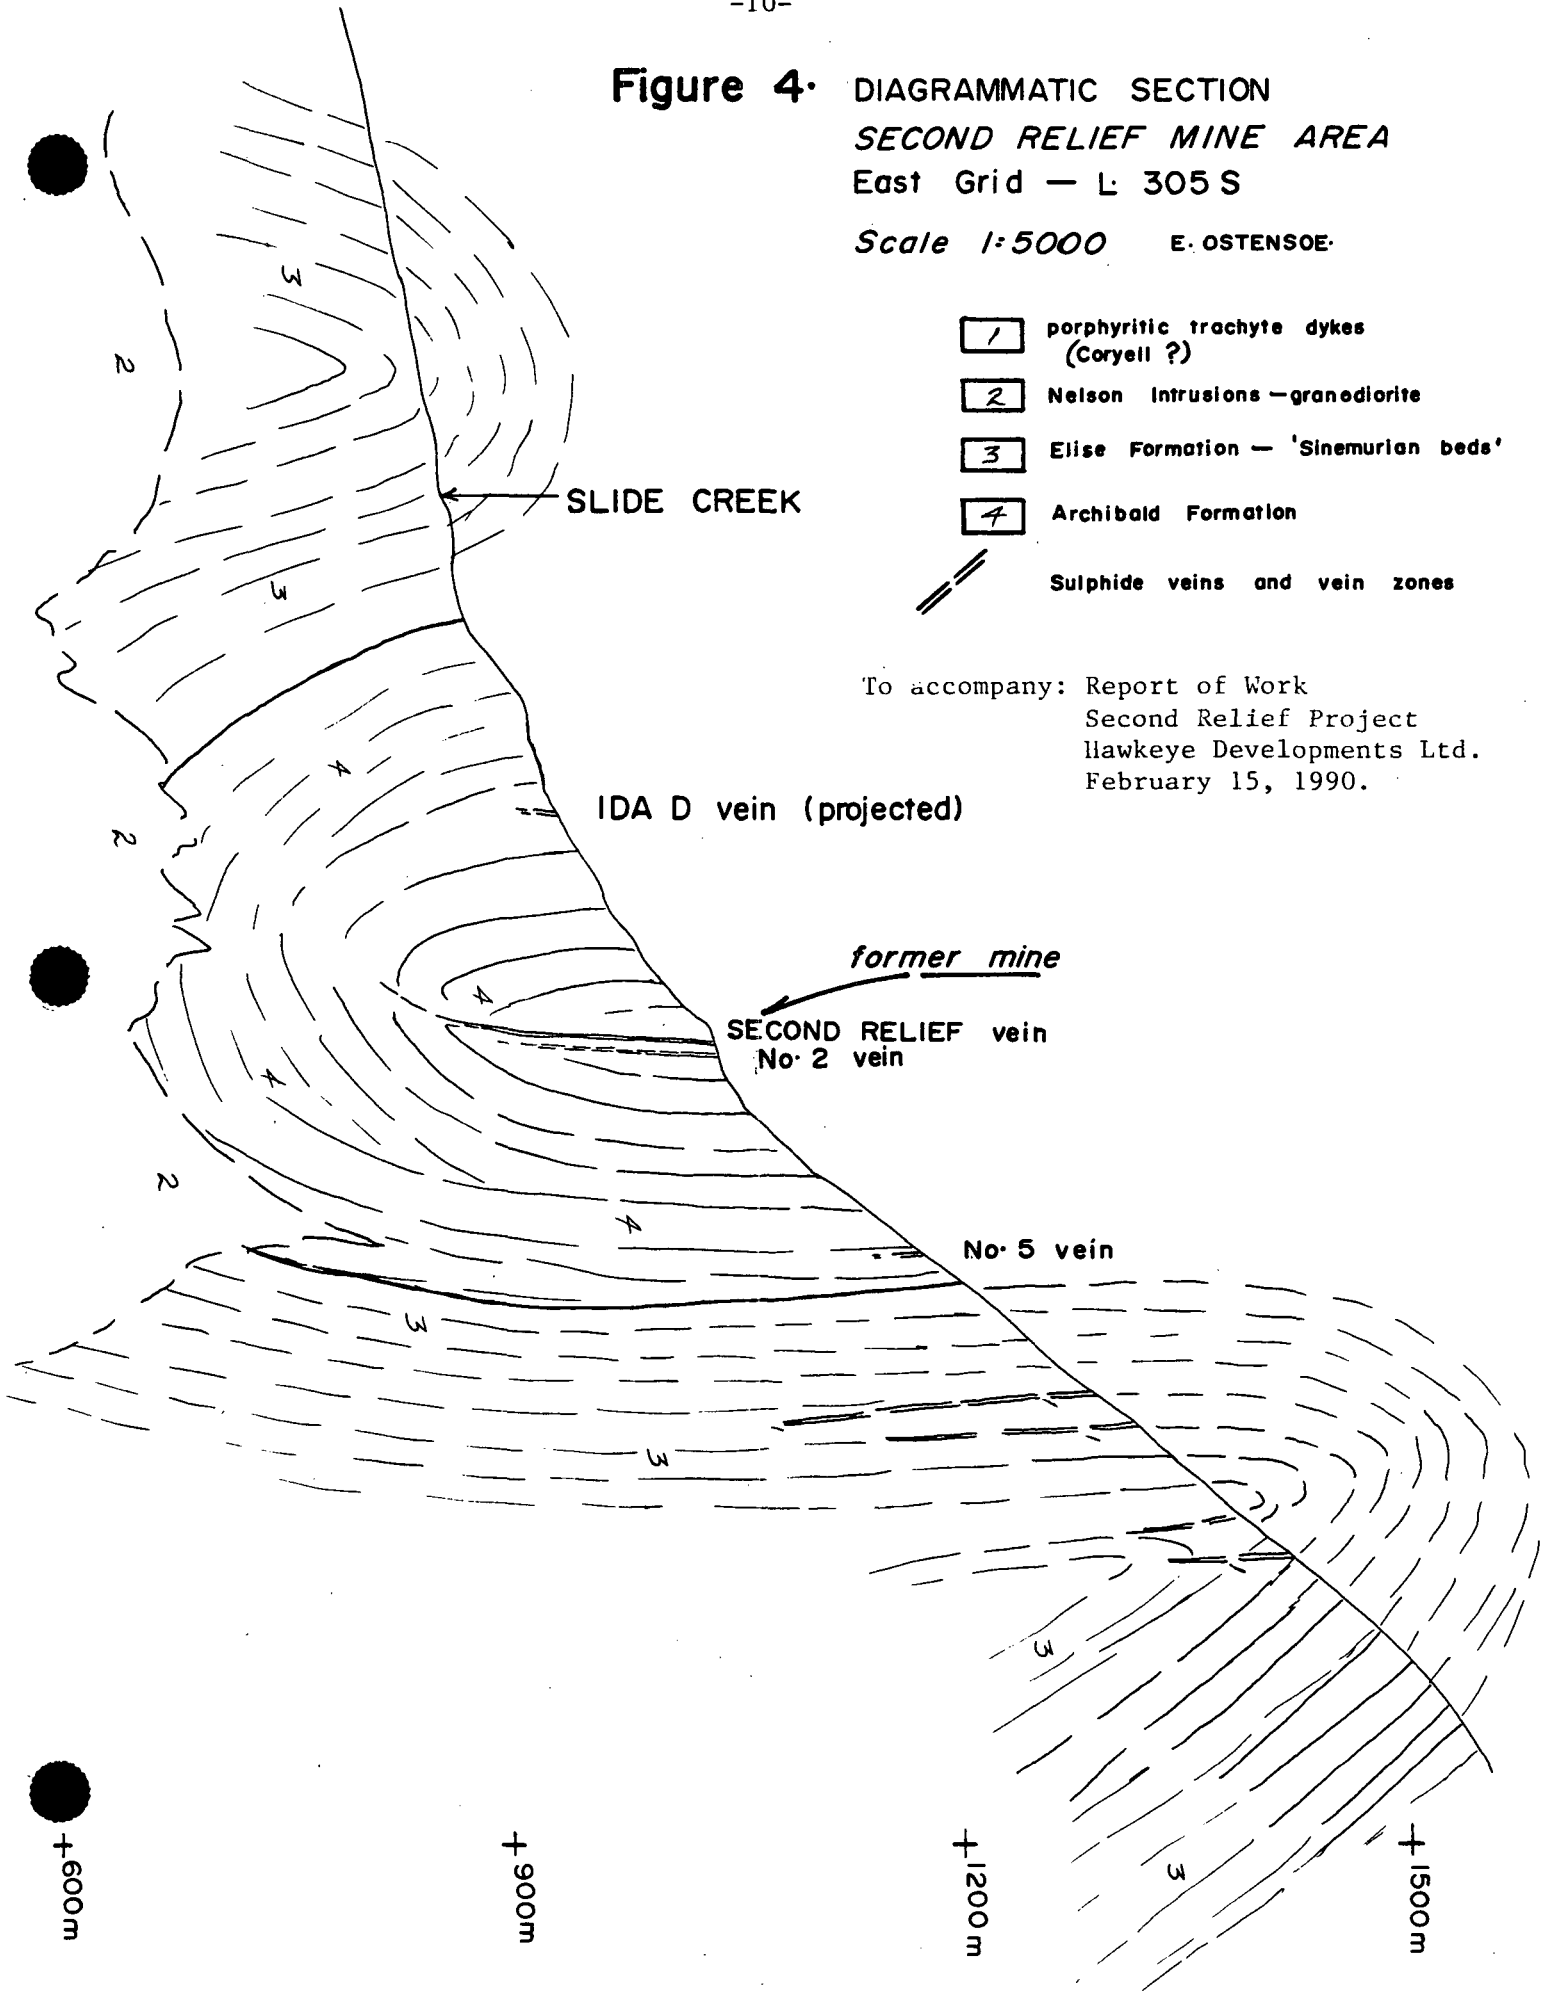 -10-
Figure 4. DIAGRAMMATIC SECTION
SECOND RELIEF MINE AREA
East Grid — L. 305 S
Scale 1:5000 E. OSTENSOE.
1 porphyritic trachyte dykes
(Coryell ?)
2 Nelson Intrusions — granodiorite
3 Elise Formation — 'Sinemurian beds'
4 Archibald Formation
Sulphide veins and vein zones
To accompany: Report of Work
Second Relief Project
Hawkeye Developments Ltd.
February 15, 1990.
3
2
SLIDE CREEK
3
4
2
IDA D vein (projected)
former mine
4
SECOND RELIEF vein
No. 2 vein
4
2
4
No. 5 vein
3
3
3
3
+600m
+900m
+1200m
+1500m